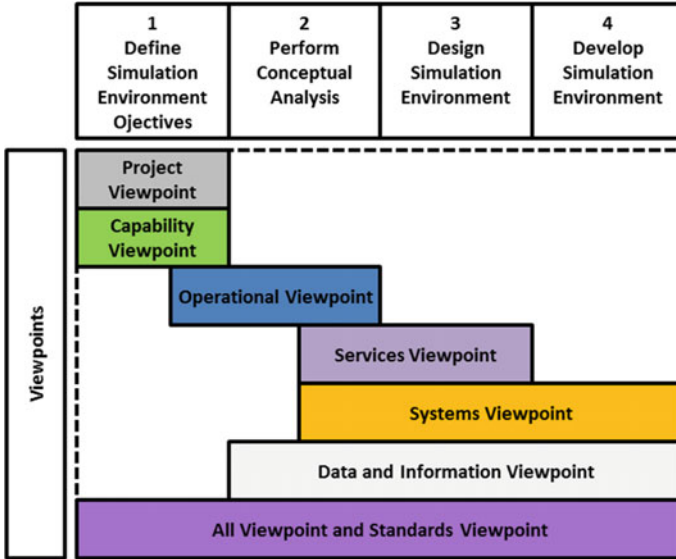 1
Define
Simulation
Environment
Ojectives
2
Perform
Conceptual
Analysis
3
Design
Simulation
Environment
4
Develop
Simulation
Environment
Viewpoints
Project
Viewpoint
Capability
Viewpoint
Operational Viewpoint
Services Viewpoint
Systems Viewpoint
Data and Information Viewpoint
All Viewpoint and Standards Viewpoint